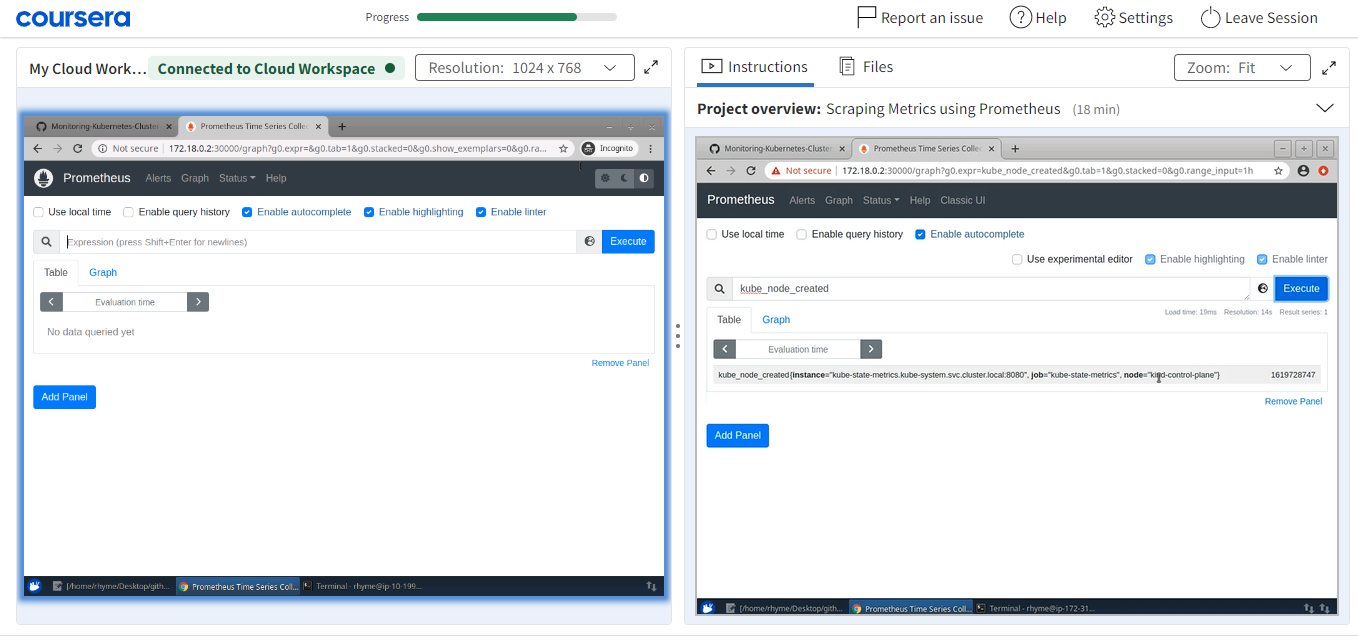 coursera
Progress
Report an issue
Help
Settings
Leave Session
My Cloud Work...
Connected to Cloud Workspace
Resolution: 1024 x 768
Monitoring-Kubernetes-Cluster
Prometheus Time Series Collec
Not secure
172.18.0.2:30000/graph?g0.expr=&g0.tab=1&g0.stacked=0&g0.show_exemplars=0&g0.ra...
Incognito
Prometheus
Alerts
Graph
Status
Help
Use local time
Enable query history
Enable autocomplete
Enable highlighting
Enable linter
Expression (press Shift+Enter for newlines)
Execute
Table
Graph
Evaluation time
No data queried yet
Remove Panel
Add Panel
[/home/rhyme/Desktop/gith...
Prometheus Time Series Coll...
Terminal - rhyme@ip-10-199...
Instructions
Files
Zoom: Fit
Project overview: Scraping Metrics using Prometheus (18 min)
Monitoring-Kubernetes-Cluster
Prometheus Time Series Collec
Not secure
172.18.0.2:30000/graph?g0.expr=kube_node_created&g0.tab=1&g0.stacked=0&g0.range_input=1h
Prometheus
Alerts
Graph
Status
Help
Classic UI
Use local time
Enable query history
Enable autocomplete
Use experimental editor
Enable highlighting
Enable linter
kube_node_created
Execute
Load time: 19ms Resolution: 14s Result series: 1
Table
Graph
Evaluation time
kube_node_created{instance="kube-state-metrics.kube-system.svc.cluster.local:8080", job="kube-state-metrics", node="kind-control-plane"}
1619728747
Remove Panel
Add Panel
[/home/rhyme/Desktop/gith...
Prometheus Time Series Coll...
Terminal - rhyme@ip-172-31...